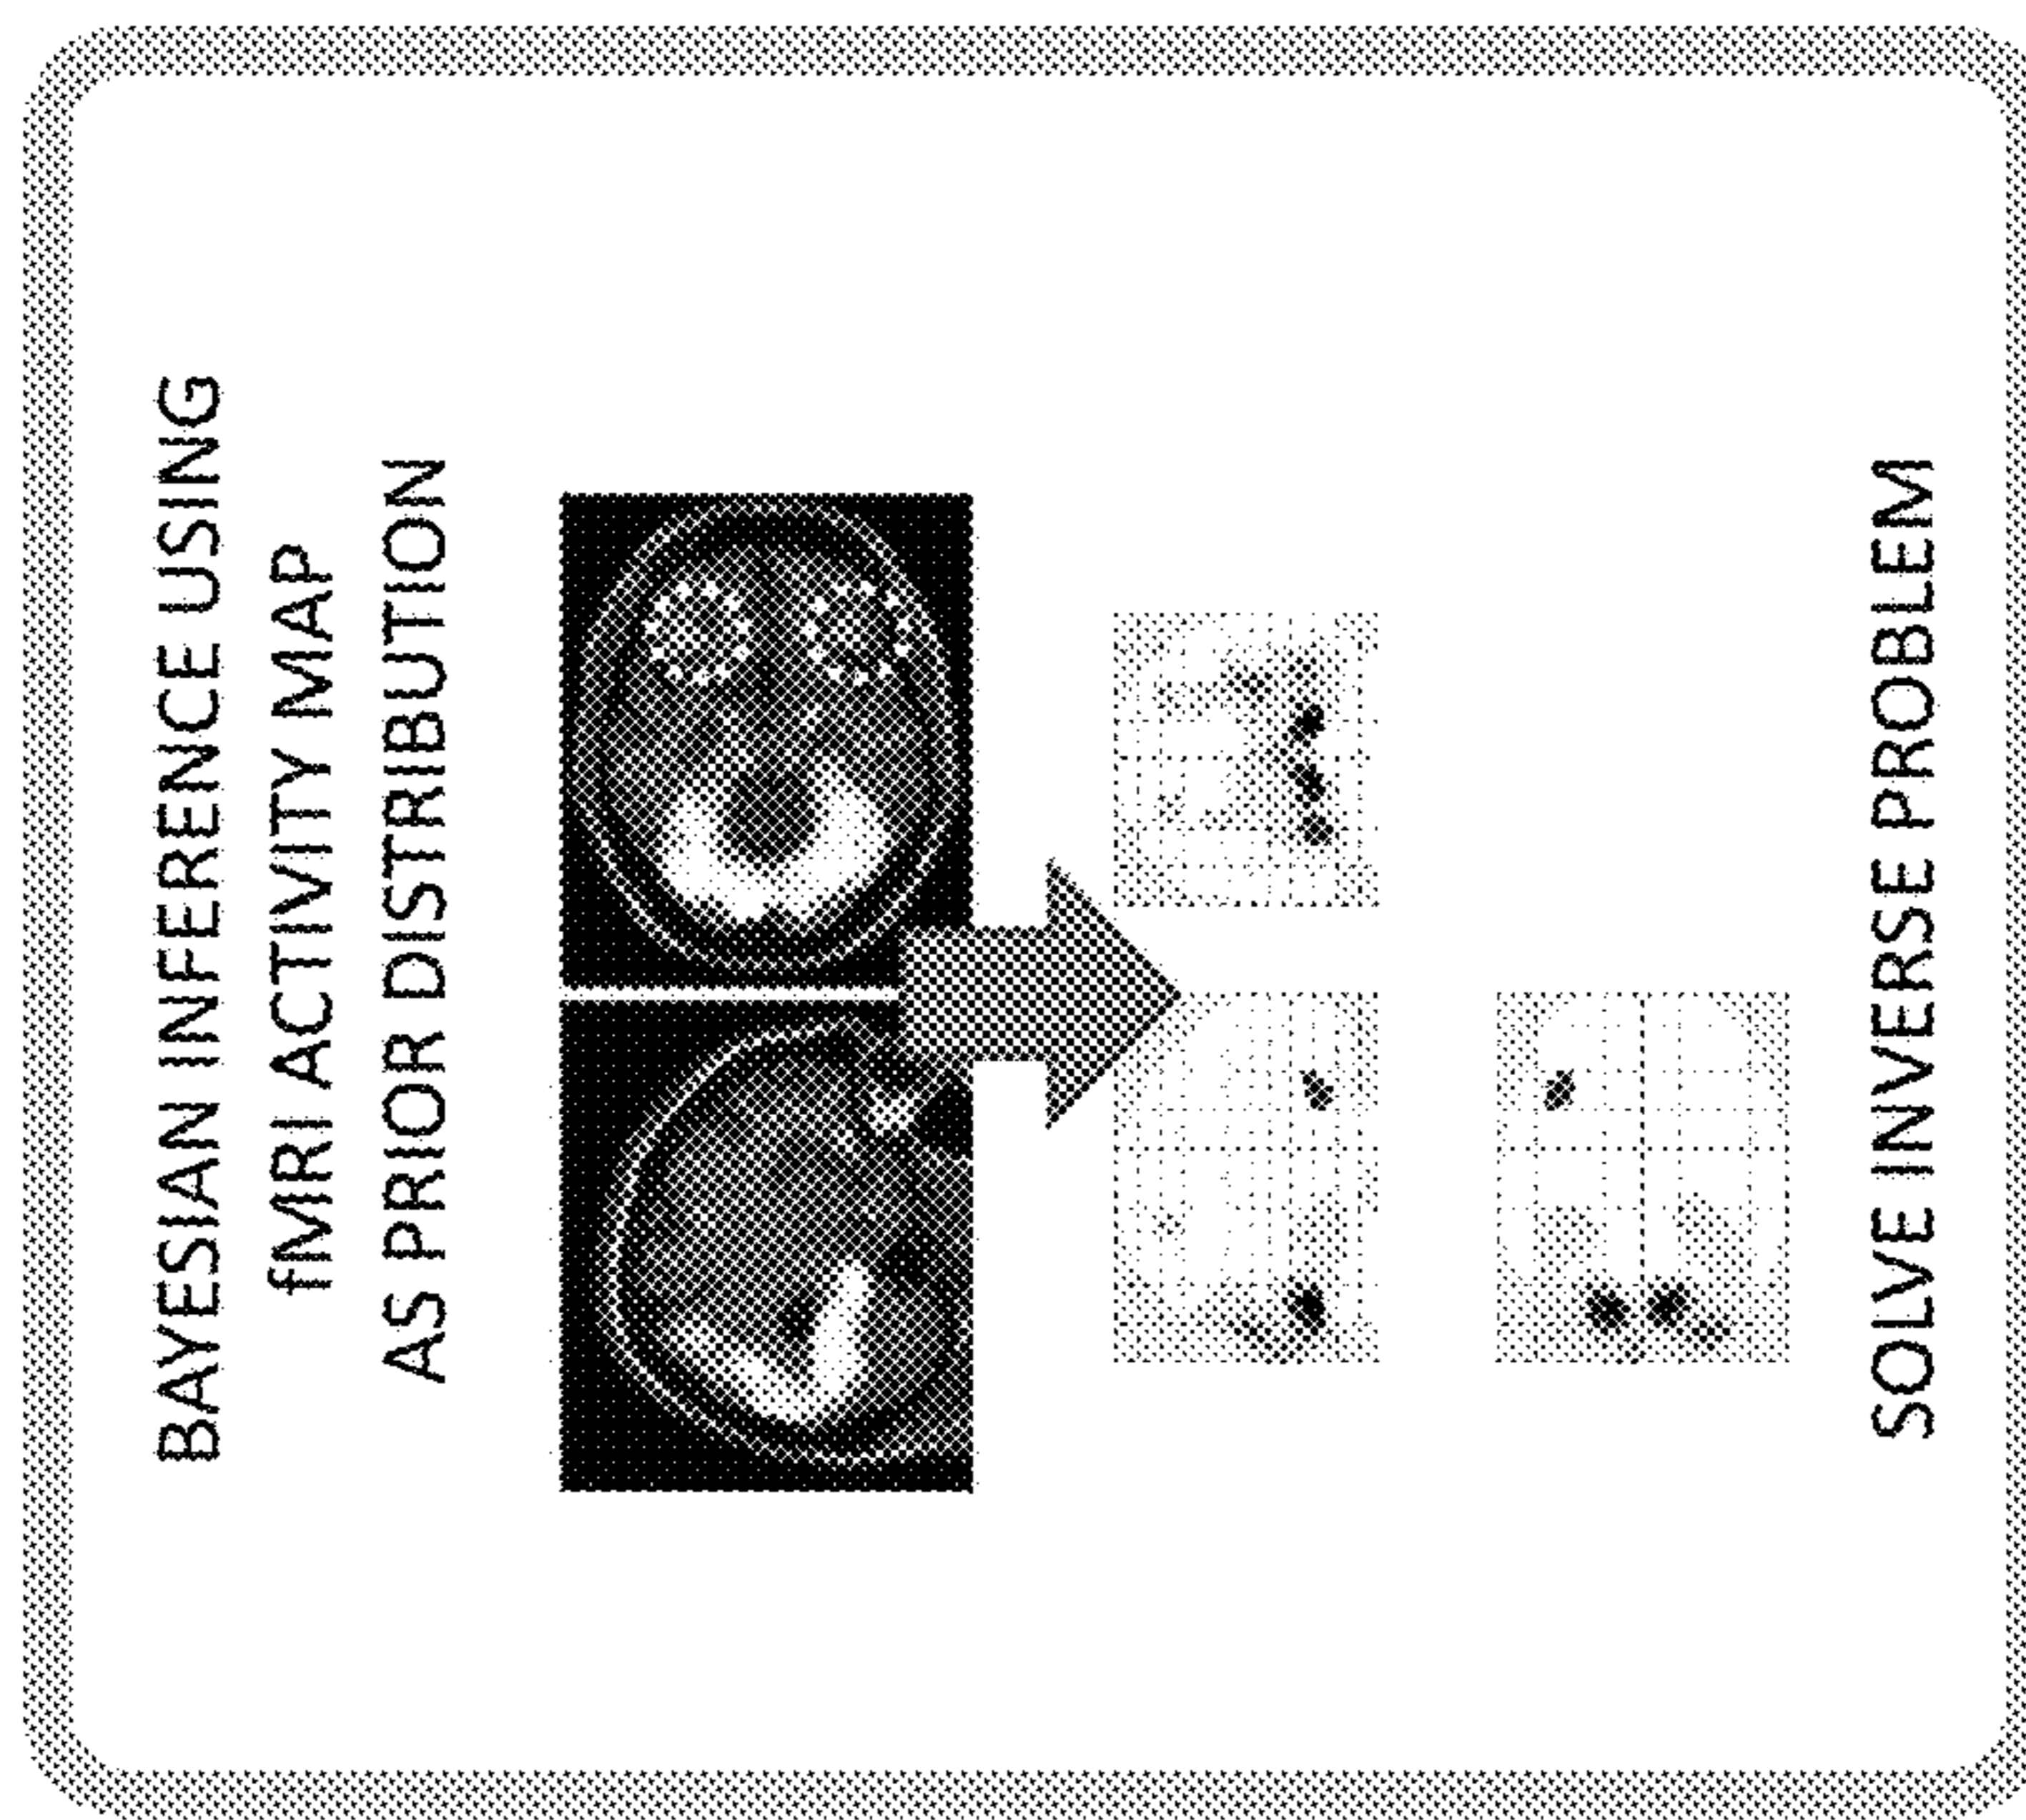 BAYESIAN INFERENCE USING
fMRI ACTIVITY MAP
AS PRIOR DISTRIBUTION
SOLVE INVERSE PROBLEM